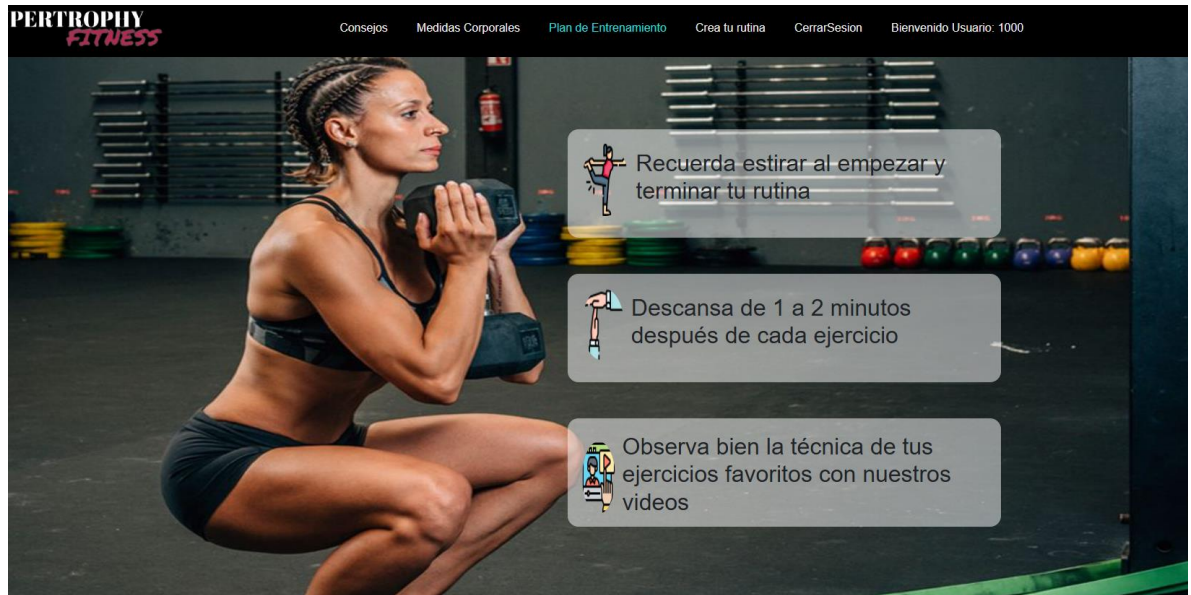 PERTROPHY
FITNESS
Consejos Medidas Corporales Plan de Entrenamiento Crea tu rutina CerrarSesion Bienvenido Usuario: 1000
Recuerda estirar al empezar y
terminar tu rutina
Descansa de 1 a 2 minutos
después de cada ejercicio
Observa bien la técnica de tus
ejercicios favoritos con nuestros
videos